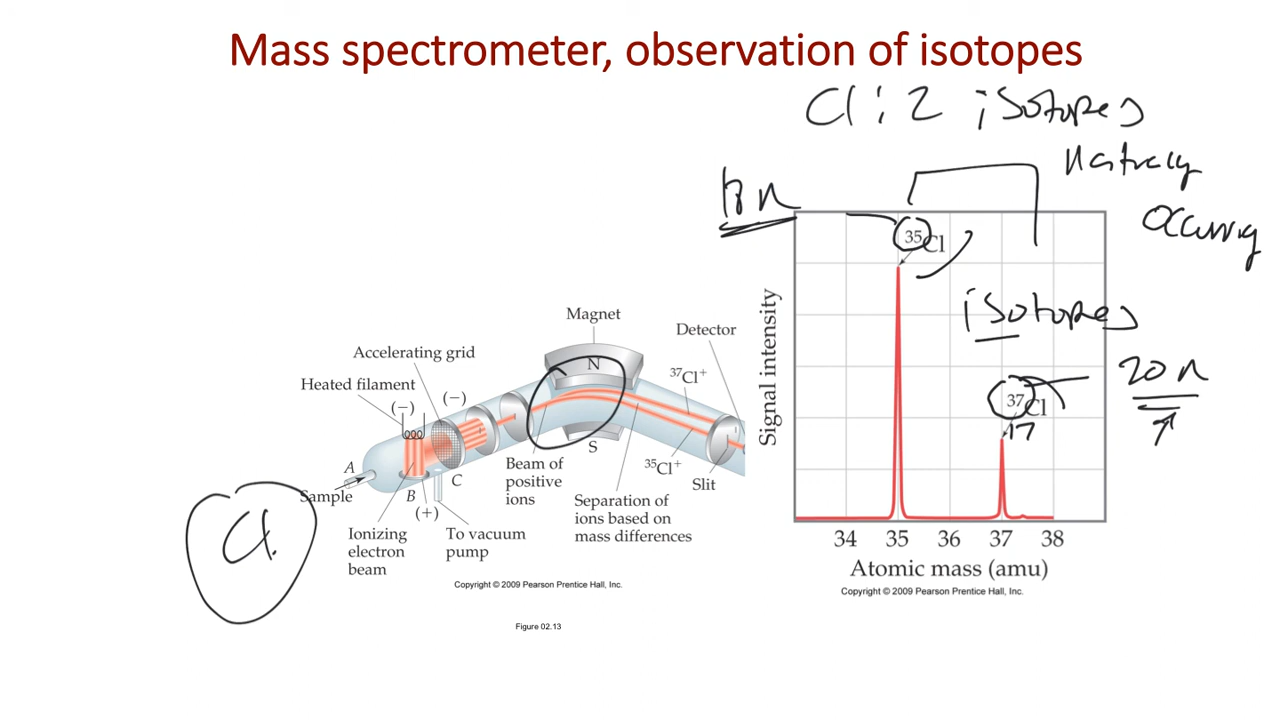 Mass spectrometer, observation of isotopes
Cl : 2 isotopes
naturally
occurring
18 n
35Cl
isotopes
37Cl
17
20 n
Signal intensity
34 35 36 37 38
Atomic mass (amu)
Copyright © 2009 Pearson Prentice Hall, Inc.
Magnet
N
S
Detector
Accelerating grid
Heated filament
(−)
(−)
37Cl+
35Cl+
Slit
A
Sample
B
C
(+)
Beam of
positive
ions
Separation of
ions based on
mass differences
Ionizing
electron
beam
To vacuum
pump
Cl
Copyright © 2009 Pearson Prentice Hall, Inc.
Figure 02.13